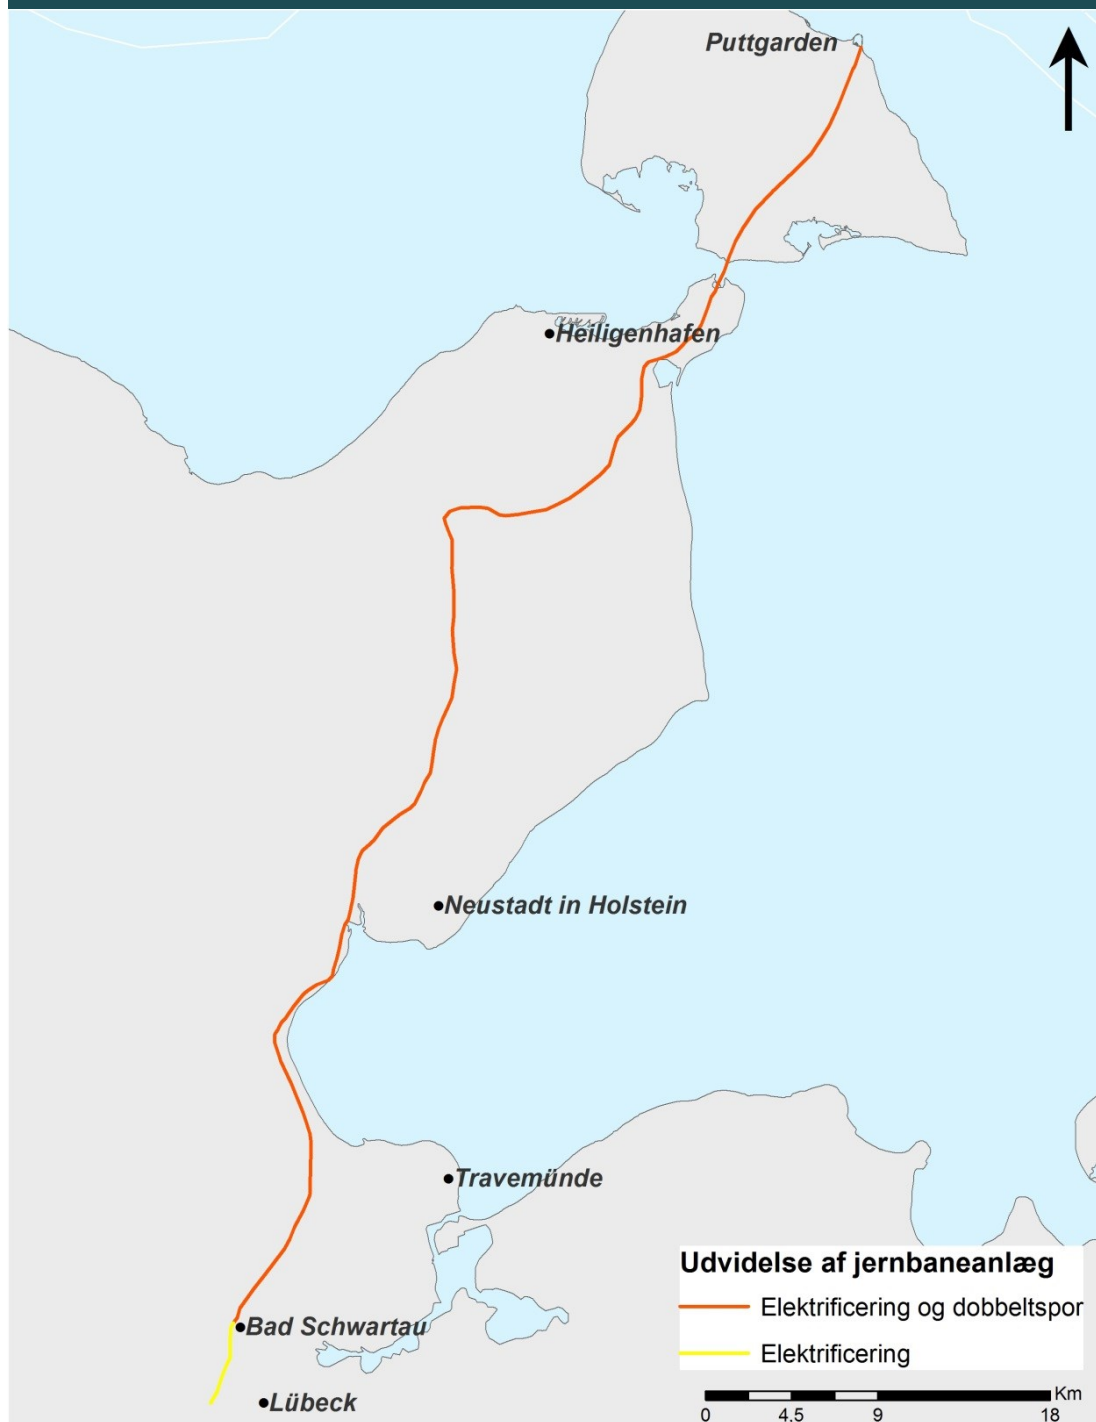 Puttgarden
Heiligenhafen
Neustadt in Holstein
Travemünde
Udvidelse af jernbaneanlæg
Elektrificering og dobbeltspor
Bad Schwartau
Elektrificering
Lübeck
Km
0 4,5 9 18